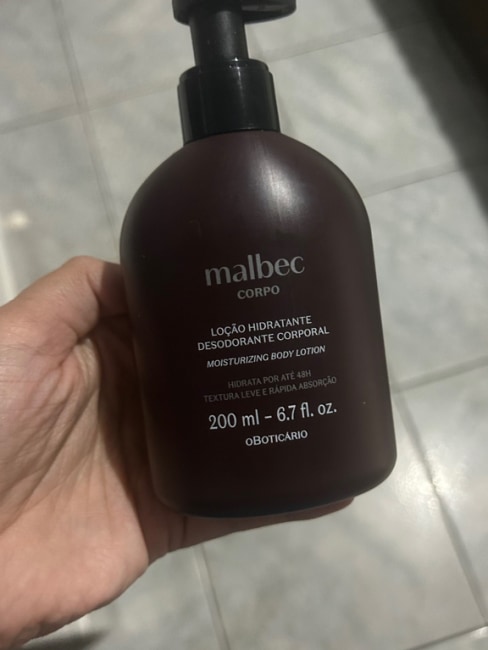 malbec
CORPO
LOÇÃO HIDRATANTE
DESODORANTE CORPORAL
MOISTURIZING BODY LOTION
HIDRATA POR ATÉ 48H
TEXTURA LEVE E RÁPIDA ABSORÇÃO
200 ml – 6.7 fl. oz.
oBOTICÁRIO